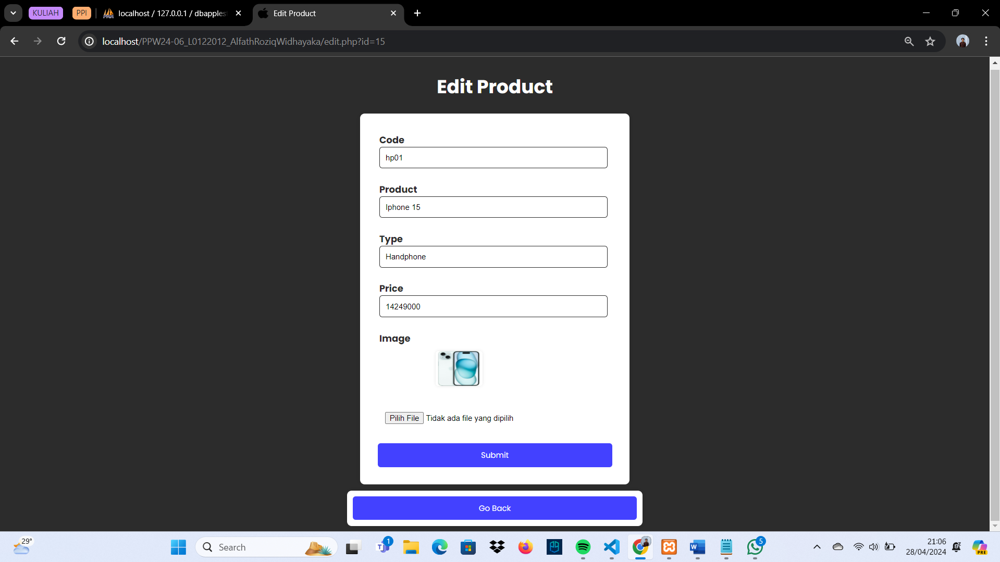 KULIAH
PPI
localhost / 127.0.0.1 / dbapples
Edit Product
localhost/PPW24-06_L0122012_AlfathRoziqWidhayaka/edit.php?id=15
Edit Product
Code
hp01
Product
Iphone 15
Type
Handphone
Price
14249000
Image
Pilih File Tidak ada file yang dipilih
Submit
Go Back
29°
Search
1
5
21:06
28/04/2024
PRE